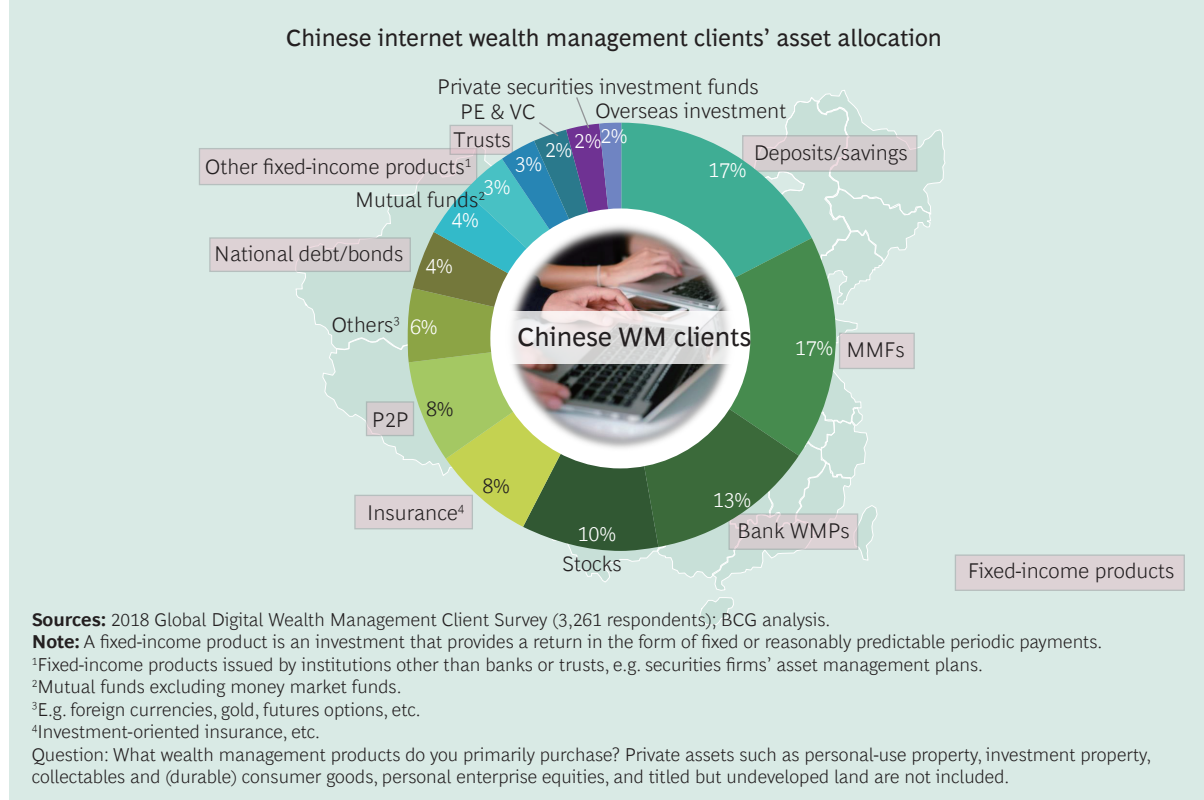 Chinese internet wealth management clients’ asset allocation
Private securities investment funds
PE & VC
Overseas investment
Trusts
Deposits/savings
Other fixed-income products¹
Mutual funds²
National debt/bonds
Others³
P2P
Insurance⁴
Stocks
Bank WMPs
MMFs
17%
17%
13%
10%
8%
8%
6%
4%
4%
3%
3%
2%
2%
2%
Chinese WM clients
Fixed-income products
Sources: 2018 Global Digital Wealth Management Client Survey (3,261 respondents); BCG analysis.
Note: A fixed-income product is an investment that provides a return in the form of fixed or reasonably predictable periodic payments.
¹Fixed-income products issued by institutions other than banks or trusts, e.g. securities firms’ asset management plans.
²Mutual funds excluding money market funds.
³E.g. foreign currencies, gold, futures options, etc.
⁴Investment-oriented insurance, etc.
Question: What wealth management products do you primarily purchase? Private assets such as personal-use property, investment property,
collectables and (durable) consumer goods, personal enterprise equities, and titled but undeveloped land are not included.